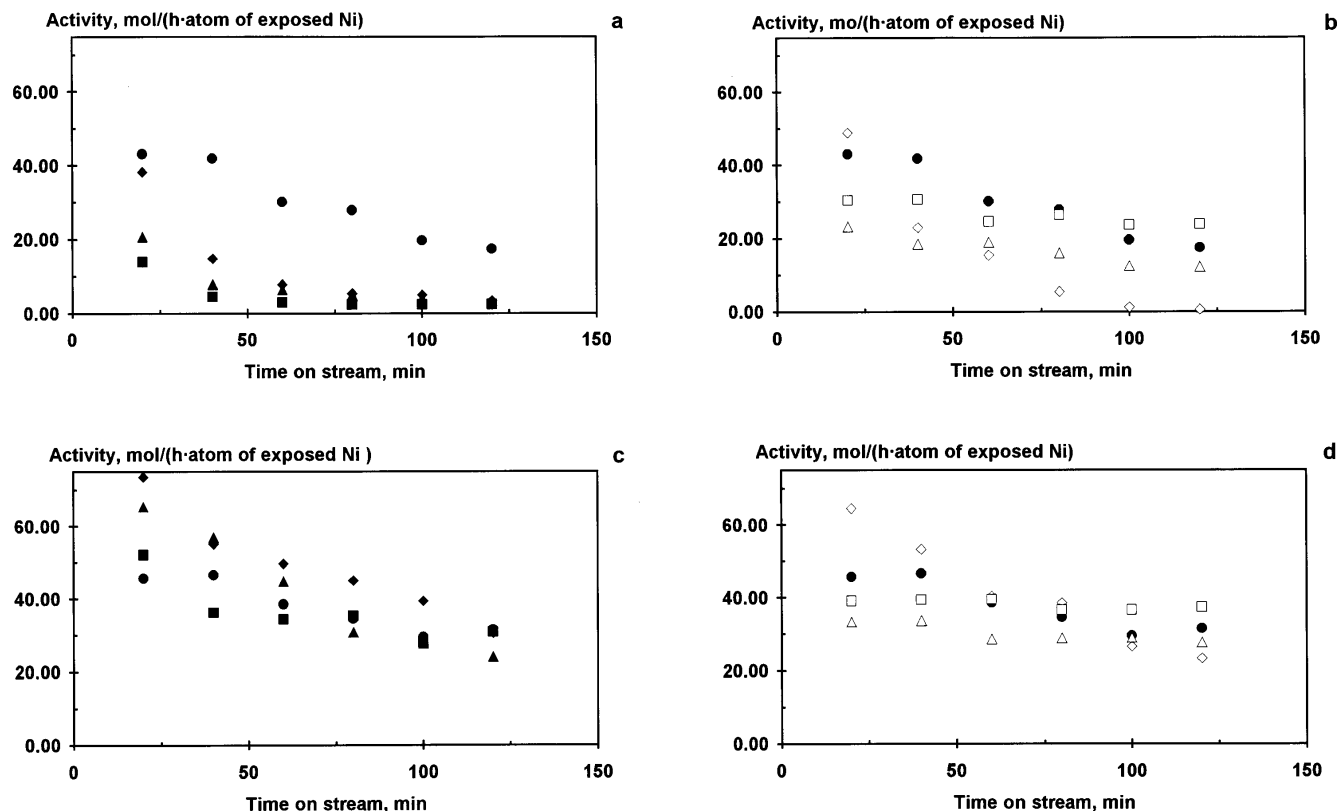 Activity, mol/(h·atom of exposed Ni)
a
60.00
40.00
20.00
0.00
0
50
100
150
Time on stream, min
Activity, mol/(h·atom of exposed Ni)
b
60.00
40.00
20.00
0.00
0
50
100
150
Time on stream, min
Activity, mol/(h·atom of exposed Ni )
c
60.00
40.00
20.00
0.00
0
50
100
150
Time on stream, min
Activity, mol/(h·atom of exposed Ni)
d
60.00
40.00
20.00
0.00
0
50
100
150
Time on stream, min